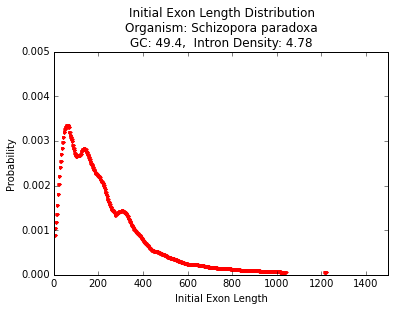 Initial Exon Length Distribution
Organism: Schizopora paradoxa
GC: 49.4,  Intron Density: 4.78
0.005
0.004
0.003
0.002
0.001
0.000
Probability
0 200 400 600 800 1000 1200 1400
Initial Exon Length